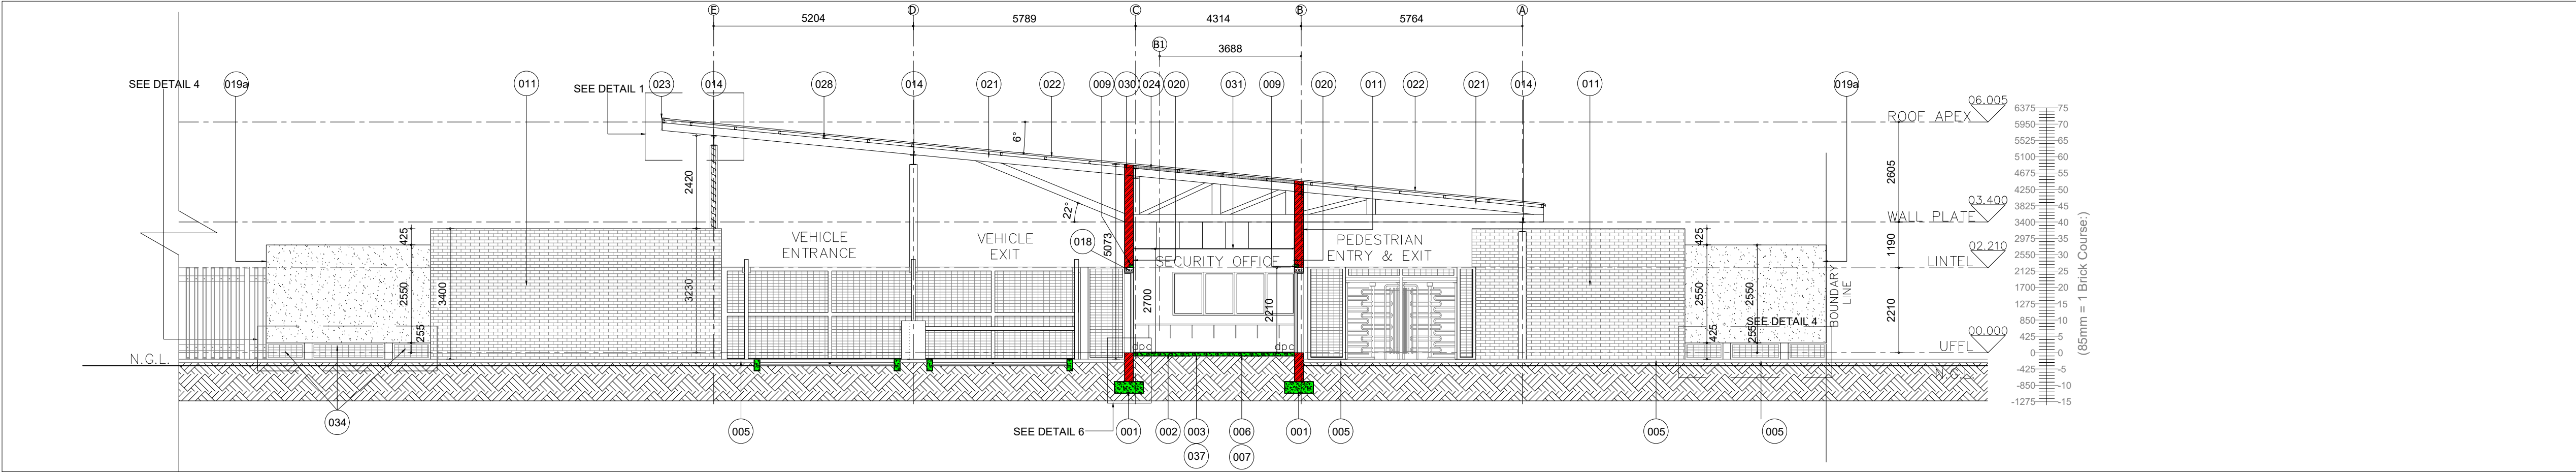 E
D
C
B
A
5204
5789
4314
5764
B1
3688
SEE DETAIL 4
019a
011
SEE DETAIL 1
023
014
028
014
021
022
009
030
024
020
031
009
020
011
022
021
014
011
019a
6°
22°
2420
425
2550
255
3400
3230
018
5073
2700
2210
VEHICLE
ENTRANCE
VEHICLE
EXIT
SECURITY OFFICE
PEDESTRIAN
ENTRY & EXIT
dpc
dpc
425
2550
425
2550
255
SEE DETAIL 4
BOUNDARY
LINE
ROOF APEX
06.005
WALL PLATE
03.400
LINTEL
02.210
UFFL
00.000
2605
1190
2210
N.G.L.
N.G.L.
6375 75
5950 70
5525 65
5100 60
4675 55
4250 50
3825 45
3400 40
2975 35
2550 30
2125 25
1700 20
1275 15
850 10
425 5
0 0
-425 -5
-850 -10
-1275 -15
(85mm = 1 Brick Course:)
034
005
SEE DETAIL 6
001
002
003
037
006
007
001
005
005
005